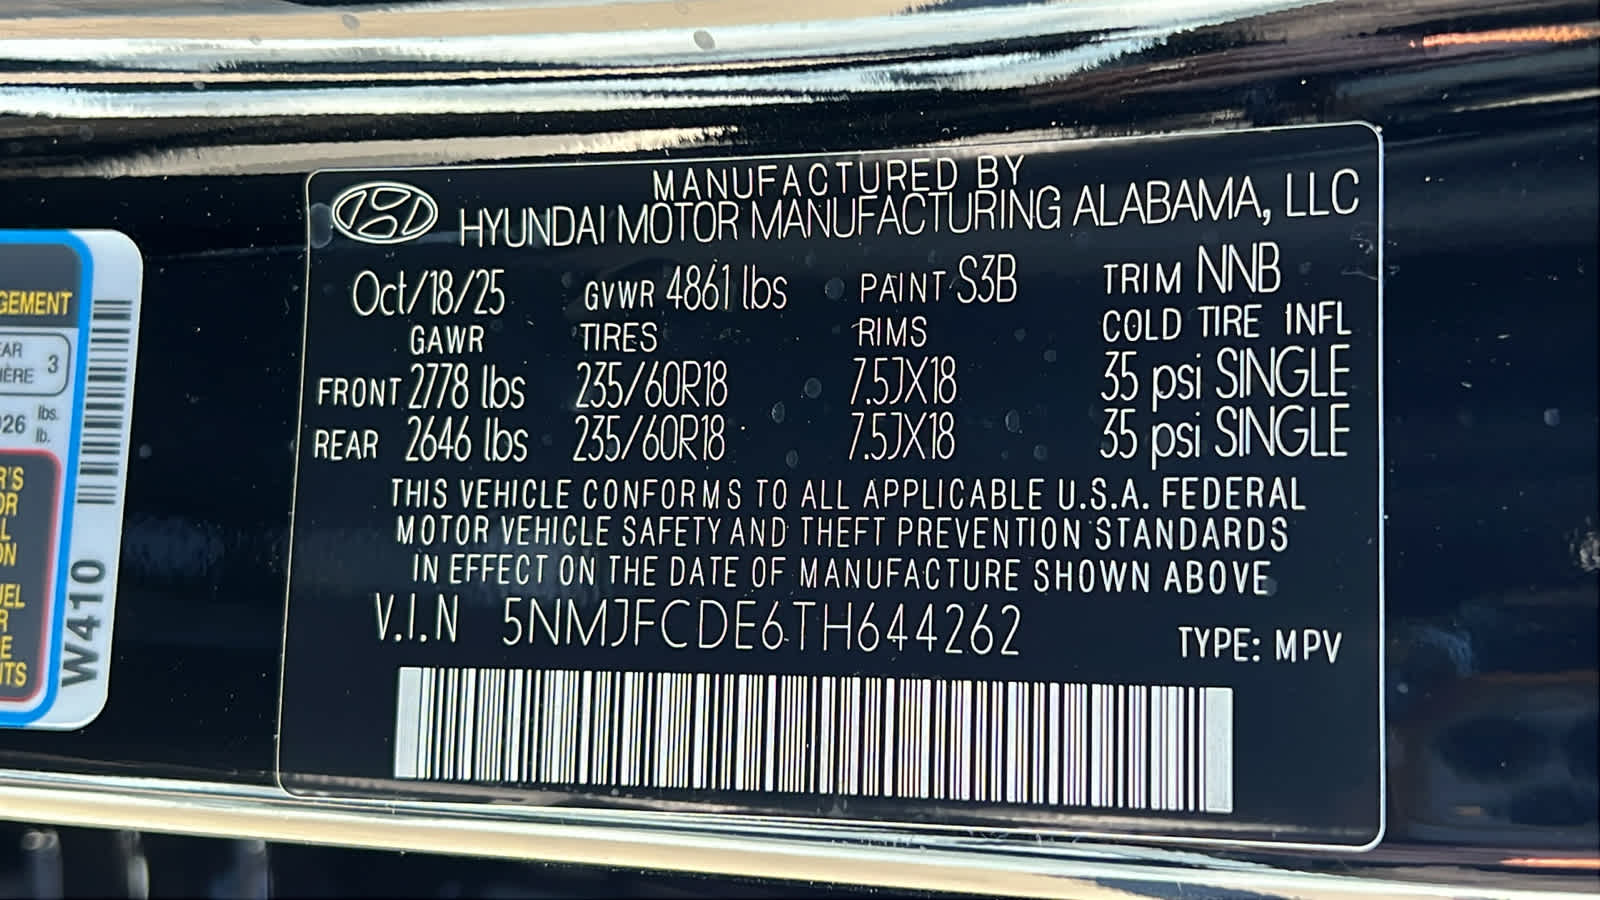 MANUFACTURED BY
HYUNDAI MOTOR MANUFACTURING ALABAMA, LLC
Oct/18/25 GVWR 4861 lbs PAINT S3B TRIM NNB
GAWR TIRES RIMS COLD TIRE INFL
FRONT 2778 lbs 235/60R18 7.5JX18 35 psi SINGLE
REAR 2646 lbs 235/60R18 7.5JX18 35 psi SINGLE
THIS VEHICLE CONFORMS TO ALL APPLICABLE U.S.A. FEDERAL
MOTOR VEHICLE SAFETY AND THEFT PREVENTION STANDARDS
IN EFFECT ON THE DATE OF MANUFACTURE SHOWN ABOVE
V.I.N 5NMJFCDE6TH644262 TYPE: MPV
3
lbs.
lb.
W410